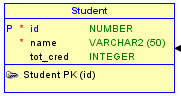 Student
P * id NUMBER
* name VARCHAR2 (50)
tot_cred INTEGER
Student PK (id)